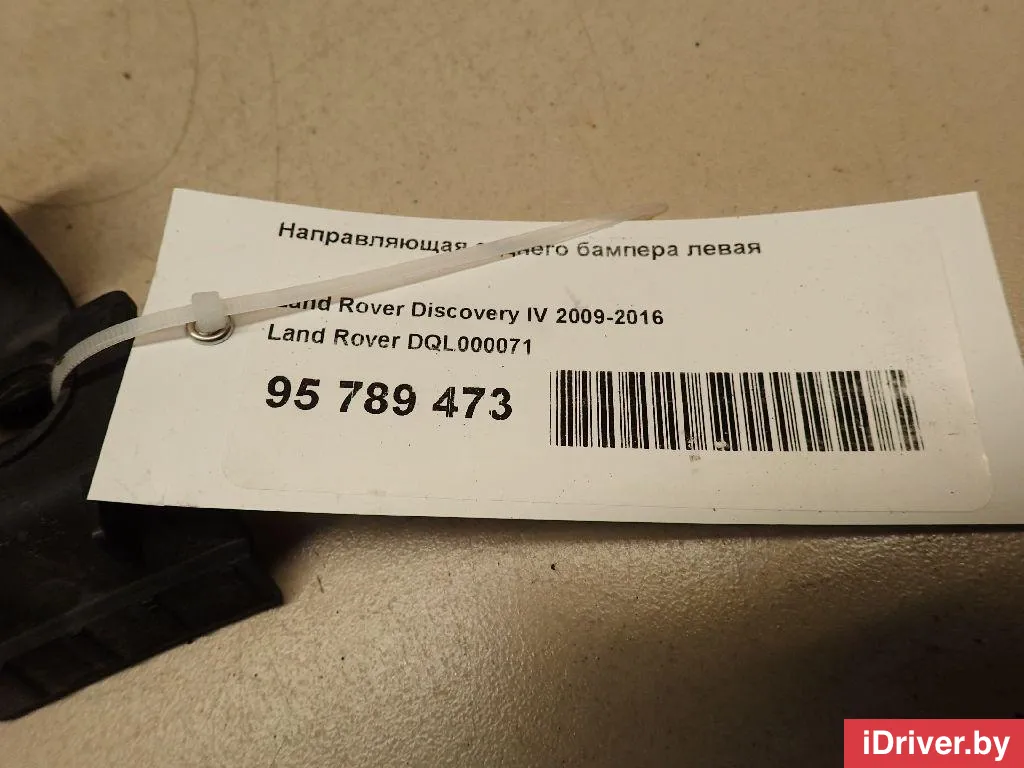 Направляющая бампера левая
Land Rover Discovery IV 2009-2016
Land Rover DQL000071
95 789 473
iDriver.by